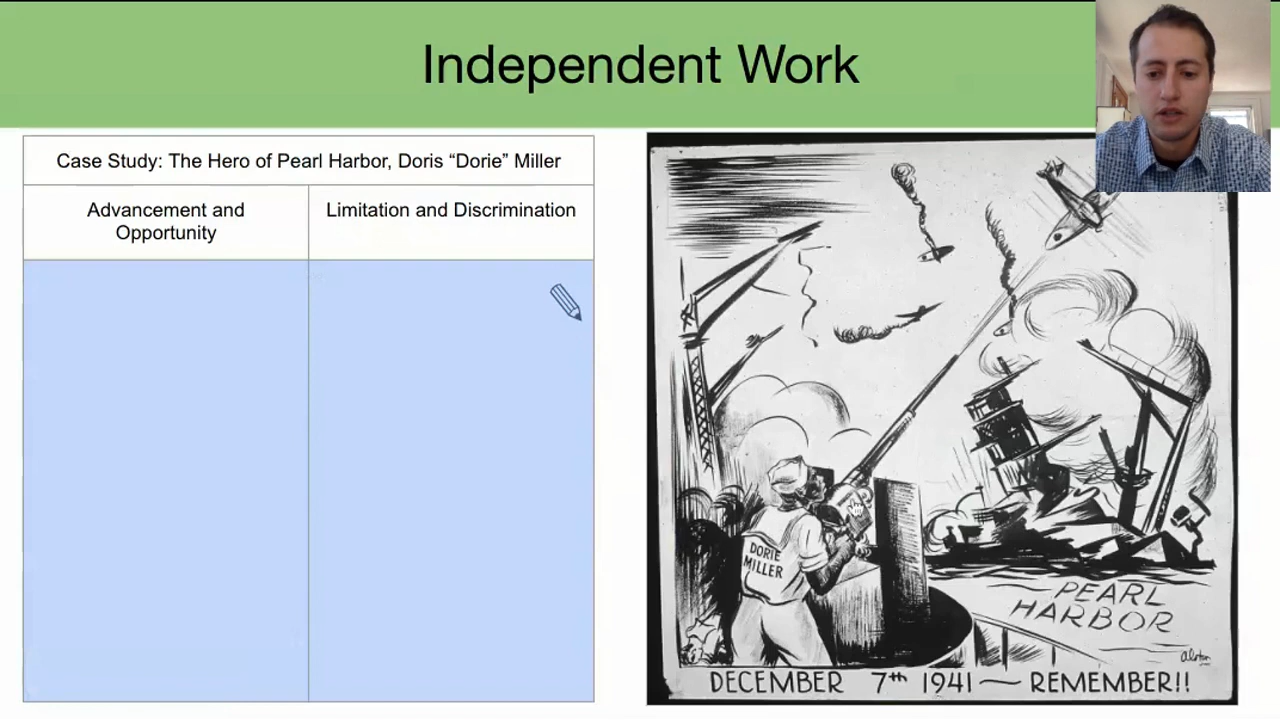 Independent Work
Case Study: The Hero of Pearl Harbor, Doris “Dorie” Miller
Advancement and
Opportunity
Limitation and Discrimination
DORIE
MILLER
PEARL
HARBOR
Alston
DECEMBER 7th 1941 — REMEMBER!!